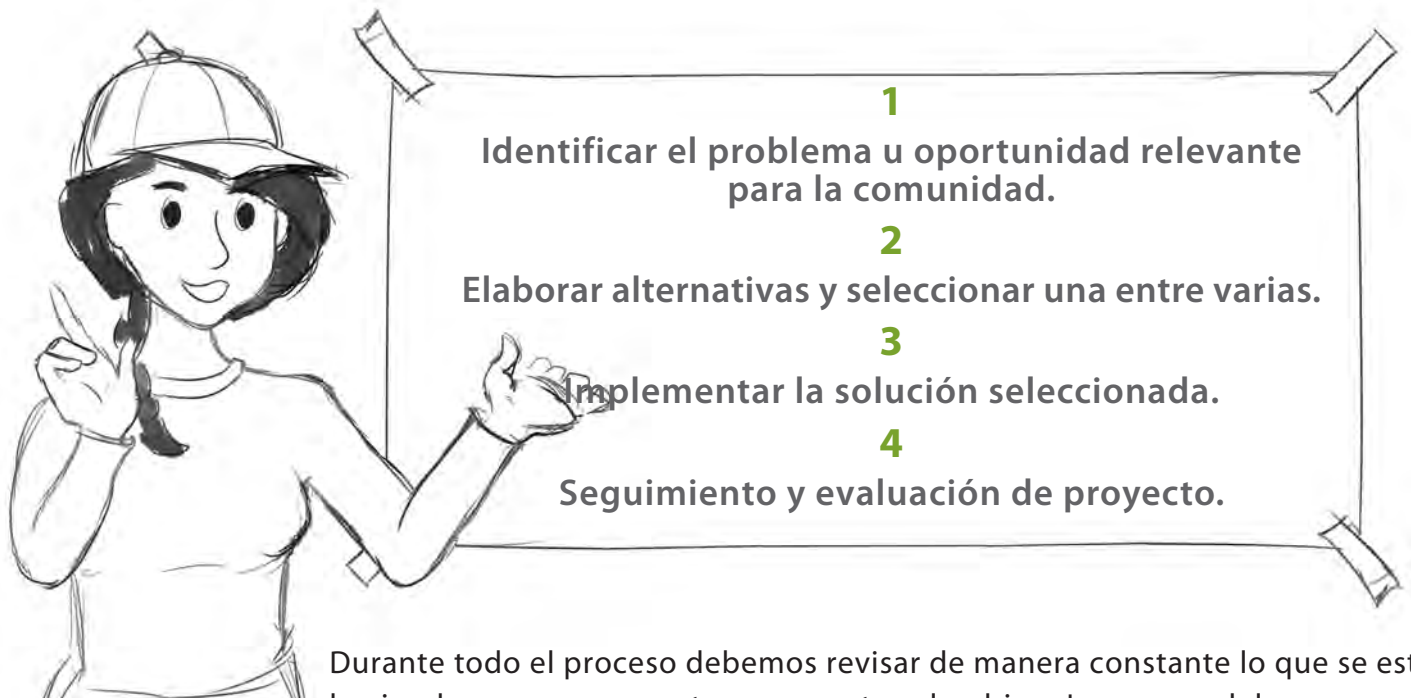 1
Identificar el problema u oportunidad relevante
para la comunidad.
2
Elaborar alternativas y seleccionar una entre varias.
3
Implementar la solución seleccionada.
4
Seguimiento y evaluación de proyecto.
Durante todo el proceso debemos revisar de manera constante lo que se est